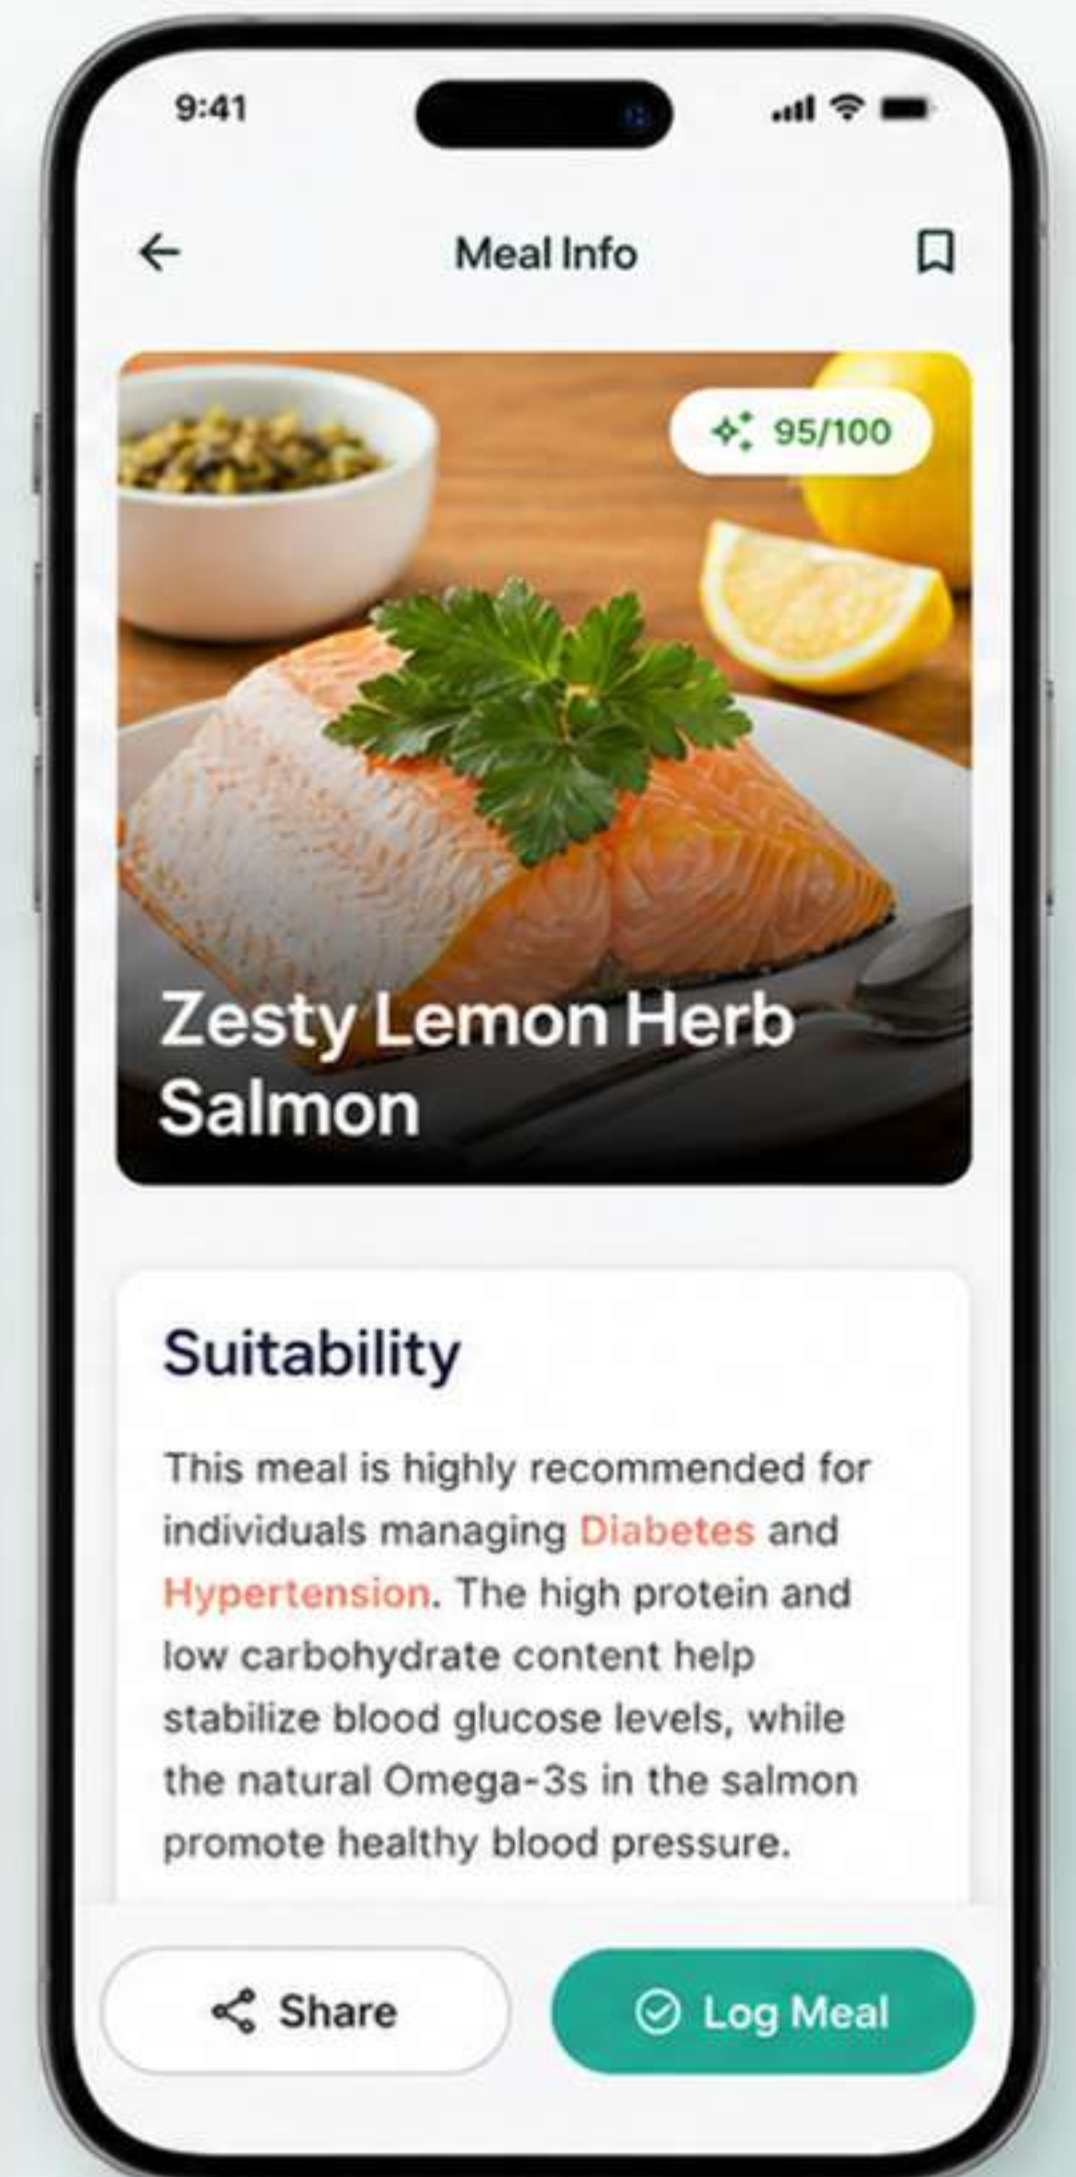 9:41
Meal Info
95/100
Zesty Lemon Herb
Salmon
Suitability
This meal is highly recommended for
individuals managing Diabetes and
Hypertension. The high protein and
low carbohydrate content help
stabilize blood glucose levels, while
the natural Omega-3s in the salmon
promote healthy blood pressure.
Share
Log Meal